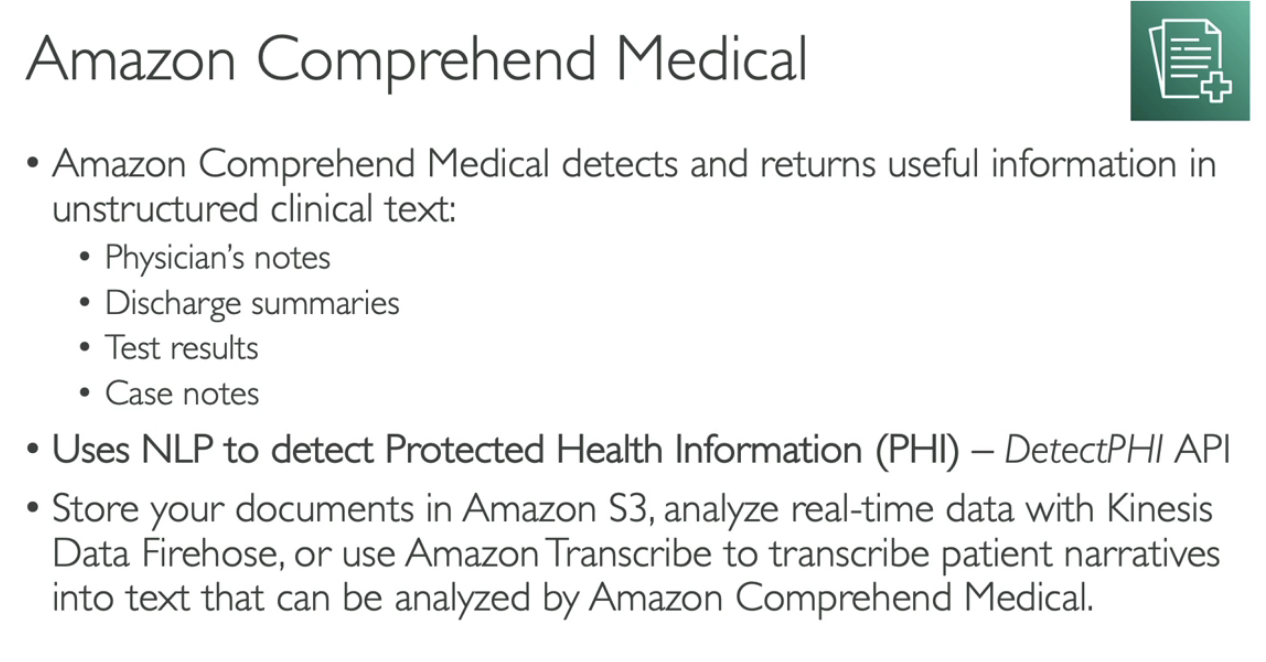 Amazon Comprehend Medical
• Amazon Comprehend Medical detects and returns useful information in
unstructured clinical text:
• Physician’s notes
• Discharge summaries
• Test results
• Case notes
• Uses NLP to detect Protected Health Information (PHI) – DetectPHI API
• Store your documents in Amazon S3, analyze real-time data with Kinesis
Data Firehose, or use Amazon Transcribe to transcribe patient narratives
into text that can be analyzed by Amazon Comprehend Medical.